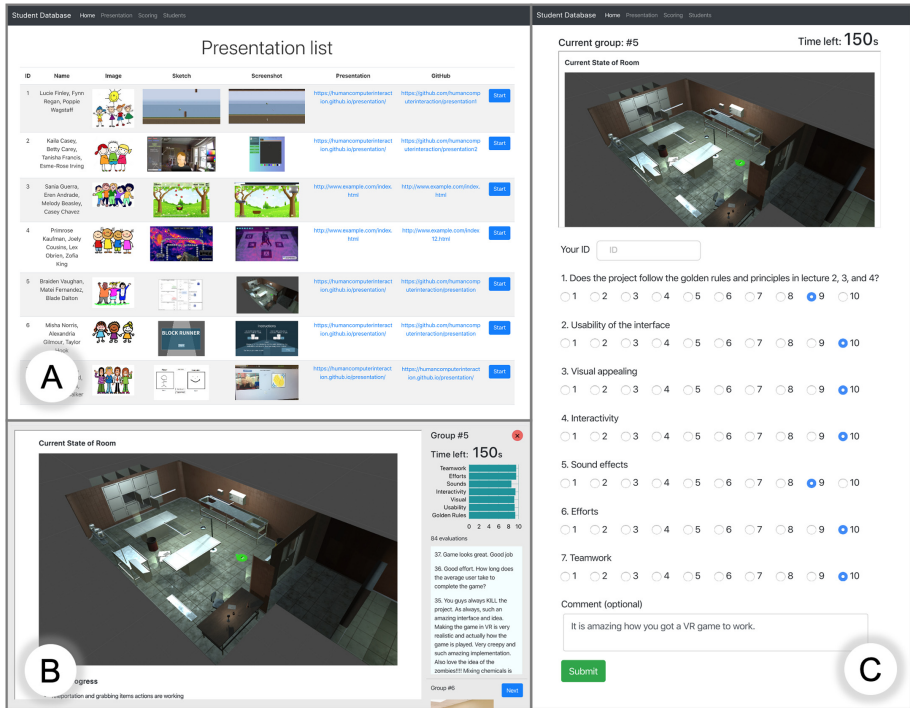 Student Database Home Presentation Scoring Students
Presentation list
ID Name Image Sketch Screenshot Presentation GitHub
1 Lucie Finley, Fynn Regan, Poppie Wagstaff https://humancomputerinteraction.github.io/presentation/ https://github.com/humancomputerinteraction/presentation1 Start
2 Kaila Casey, Betty Carey, Tanisha Francis, Esme-Rose Irving https://humancomputerinteraction.github.io/presentation/ https://github.com/humancomputerinteraction/presentation2 Start
3 Sania Guerra, Eren Andrade, Melody Beasley, Casey Chavez http://www.example.com/index.html http://www.example.com/index.html Start
4 Primrose Kaufman, Joely Cousins, Lex Obrien, Zofia King http://www.example.com/index.html http://www.example.com/index12.html Start
5 Braiden Vaughan, Matei Fernandez, Blade Dalton https://humancomputerinteraction.github.io/presentation/ https://github.com/humancomputerinteraction/presentation Start
6 Misha Norris, Alexandria Gilmour, Taylor BLOCK RUNNER https://humancomputerinteraction.github.io/presentation/ https://github.com/humancomputerinteraction/presentation Start
https://humancomputerinteraction.github.io/presentation/ https://humancomputerinteraction.github.io/presentation/ Start
A
Current State of Room
Group #5
Time left: 150s
Teamwork
Efforts
Sounds
Interactivity
Visual
Usability
Golden Rules
0 2 4 6 8 10
84 evaluations
37. Game looks great. Good job
36. Good effort. How long does
the average user take to
complete the game?
35. You guys always KILL the
project. As always, such an
amazing interface and idea.
Making the game in VR is very
realistic and actually how the
game is played. Very creepy and
such amazing implementation.
Also love the idea of the
zombies!!!! Mixing chemicals is
Group #6 Next
B
ogress
portation and grabbing items actions are working
Student Database Home Presentation Scoring Students
Current group: #5 Time left: 150s
Current State of Room
Your ID ID
1. Does the project follow the golden rules and principles in lecture 2, 3, and 4?
1 2 3 4 5 6 7 8 9 10
2. Usability of the interface
1 2 3 4 5 6 7 8 9 10
3. Visual appealing
1 2 3 4 5 6 7 8 9 10
4. Interactivity
1 2 3 4 5 6 7 8 9 10
5. Sound effects
1 2 3 4 5 6 7 8 9 10
6. Efforts
1 2 3 4 5 6 7 8 9 10
7. Teamwork
1 2 3 4 5 6 7 8 9 10
Comment (optional)
It is amazing how you got a VR game to work.
Submit
C